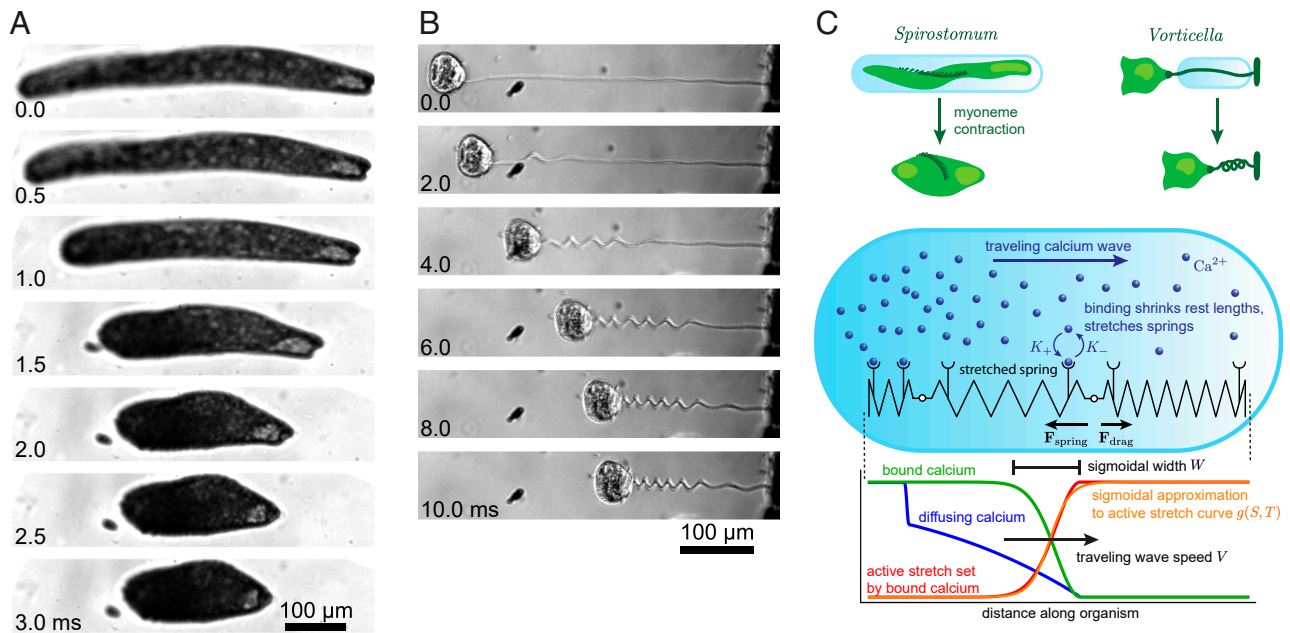 A
0.0
0.5
1.0
1.5
2.0
2.5
3.0 ms
100 µm
B
0.0
2.0
4.0
6.0
8.0
10.0 ms
100 µm
C
Spirostomum
Vorticella
myoneme
contraction
traveling calcium wave
Ca²⁺
binding shrinks rest lengths,
stretches springs
K₊
K₋
stretched spring
F_spring
F_drag
bound calcium
sigmoidal width W
sigmoidal approximation
to active stretch curve g(S,T)
diffusing calcium
traveling wave speed V
active stretch set
by bound calcium
distance along organism